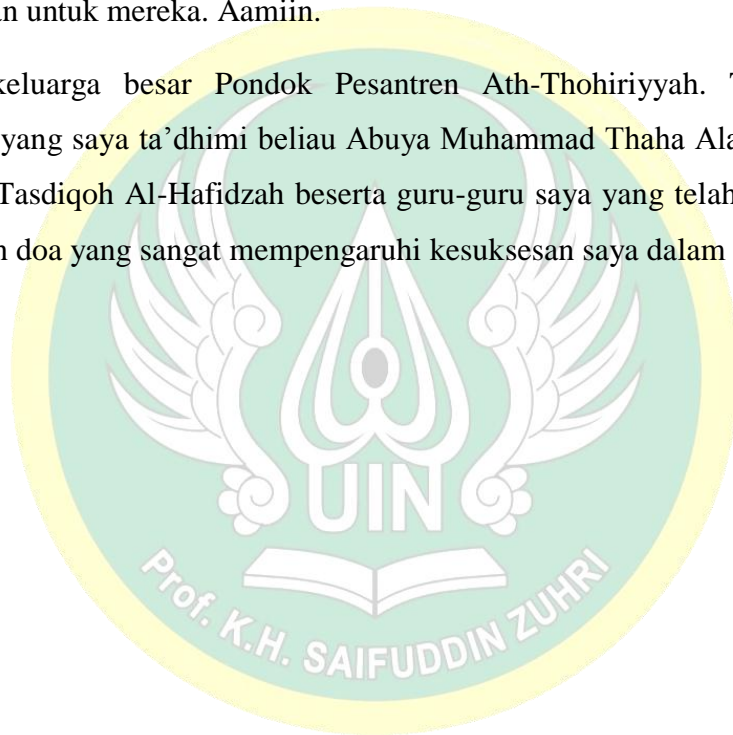 an untuk mereka. Aamiin.
keluarga besar Pondok Pesantren Ath-Thohiriyyah. T
yang saya ta’dhimi beliau Abuya Muhammad Thaha Ala
Tasdiqoh Al-Hafidzah beserta guru-guru saya yang telah
n doa yang sangat mempengaruhi kesuksesan saya dalam
UIN
Prof. K.H. SAIFUDDIN ZUHRI